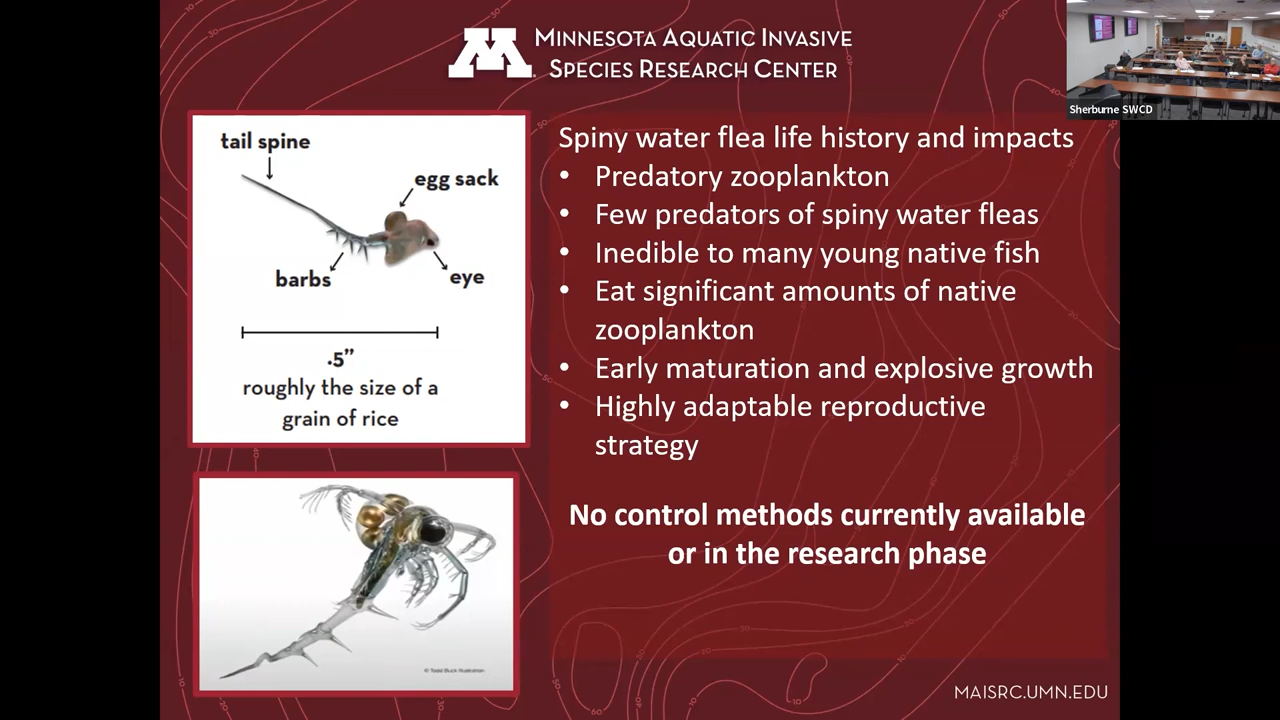 MINNESOTA AQUATIC INVASIVE
SPECIES RESEARCH CENTER
Sherburne SWCD
tail spine
egg sack
barbs
eye
.5”
roughly the size of a
grain of rice
© Todd Buck Illustration
Spiny water flea life history and impacts
• Predatory zooplankton
• Few predators of spiny water fleas
• Inedible to many young native fish
• Eat significant amounts of native
zooplankton
• Early maturation and explosive growth
• Highly adaptable reproductive
strategy
No control methods currently available
or in the research phase
MAISRC.UMN.EDU